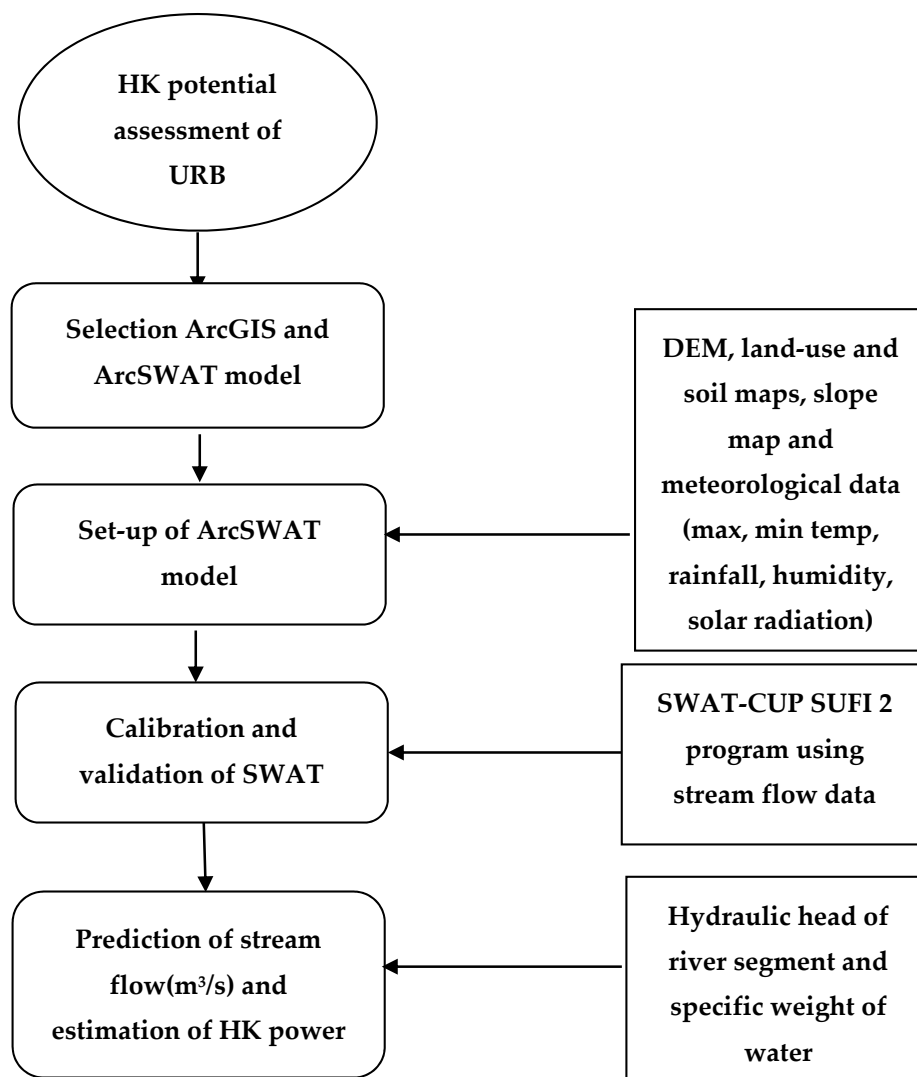 HK potential
assessment of
URB
Selection ArcGIS and
ArcSWAT model
DEM, land-use and
soil maps, slope
map and
meteorological data
(max, min temp,
rainfall, humidity,
solar radiation)
Set-up of ArcSWAT
model
Calibration and
validation of SWAT
SWAT-CUP SUFI 2
program using
stream flow data
Prediction of stream
flow(m³/s) and
estimation of HK power
Hydraulic head of
river segment and
specific weight of
water